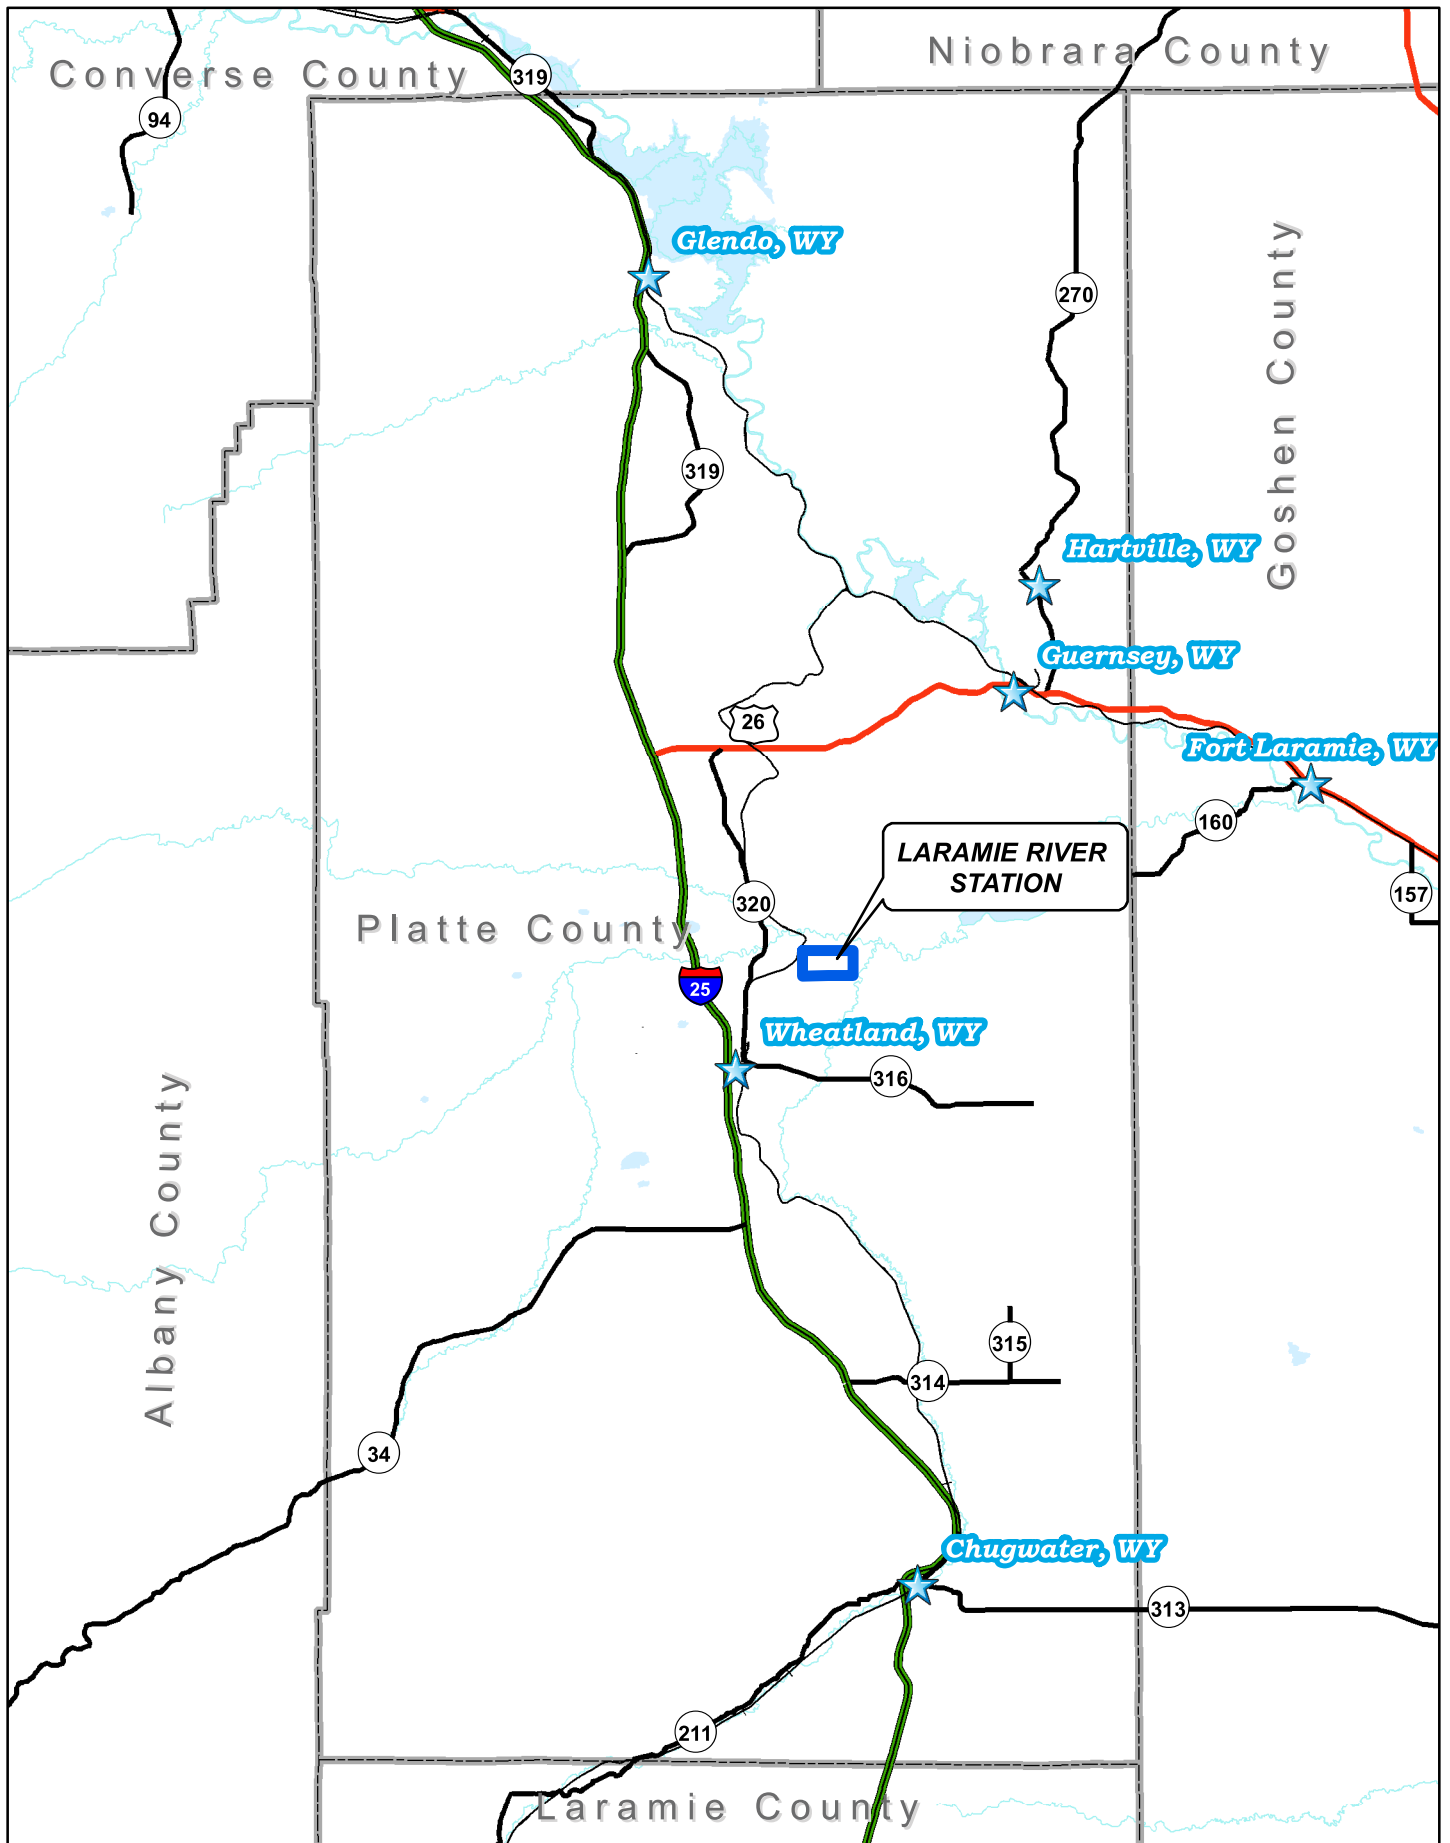 Niobrara County
Converse County
319
94
Glendo, WY
270
Goshen County
319
Hartville, WY
Guernsey, WY
26
Fort Laramie, WY
160
LARAMIE RIVER
STATION
157
320
Platte County
25
Wheatland, WY
316
Albany County
315
314
34
Chugwater, WY
313
211
Laramie County